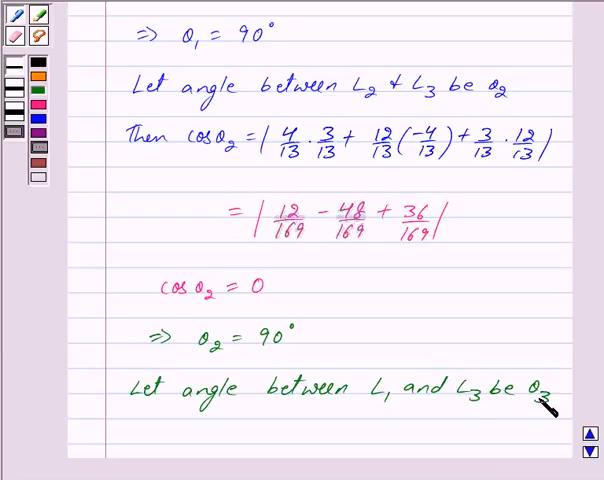 ⇒ θ₁ = 90°
Let angle between L₂ & L₃ be θ₂
Then cosθ₂ = | 4/13 · 3/13 + 12/13 (-4/13) + 3/13 · 12/13 |
= | 12/169 - 48/169 + 36/169 |
cos θ₂ = 0
⇒ θ₂ = 90°
Let angle between L₁ and L₃ be θ₃